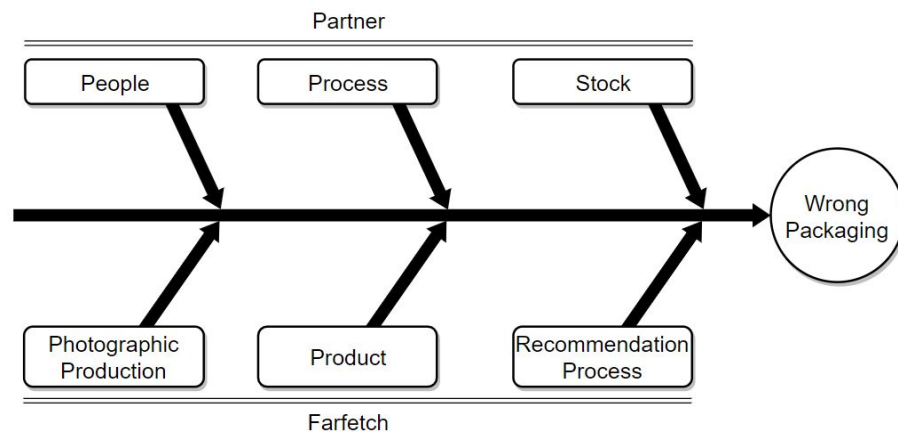 Partner
People
Process
Stock
Wrong
Packaging
Photographic
Production
Product
Recommendation
Process
Farfetch